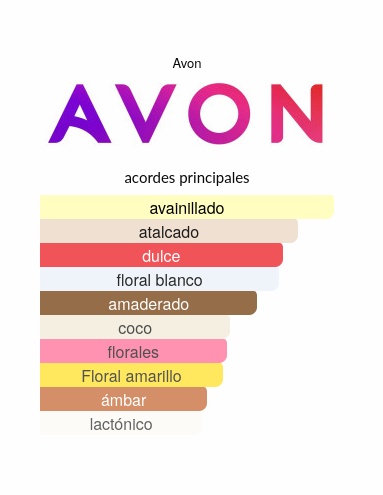 Avon
AVON
acordes principales
avainillado
atalcado
dulce
floral blanco
amaderado
coco
florales
Floral amarillo
ámbar
lactónico